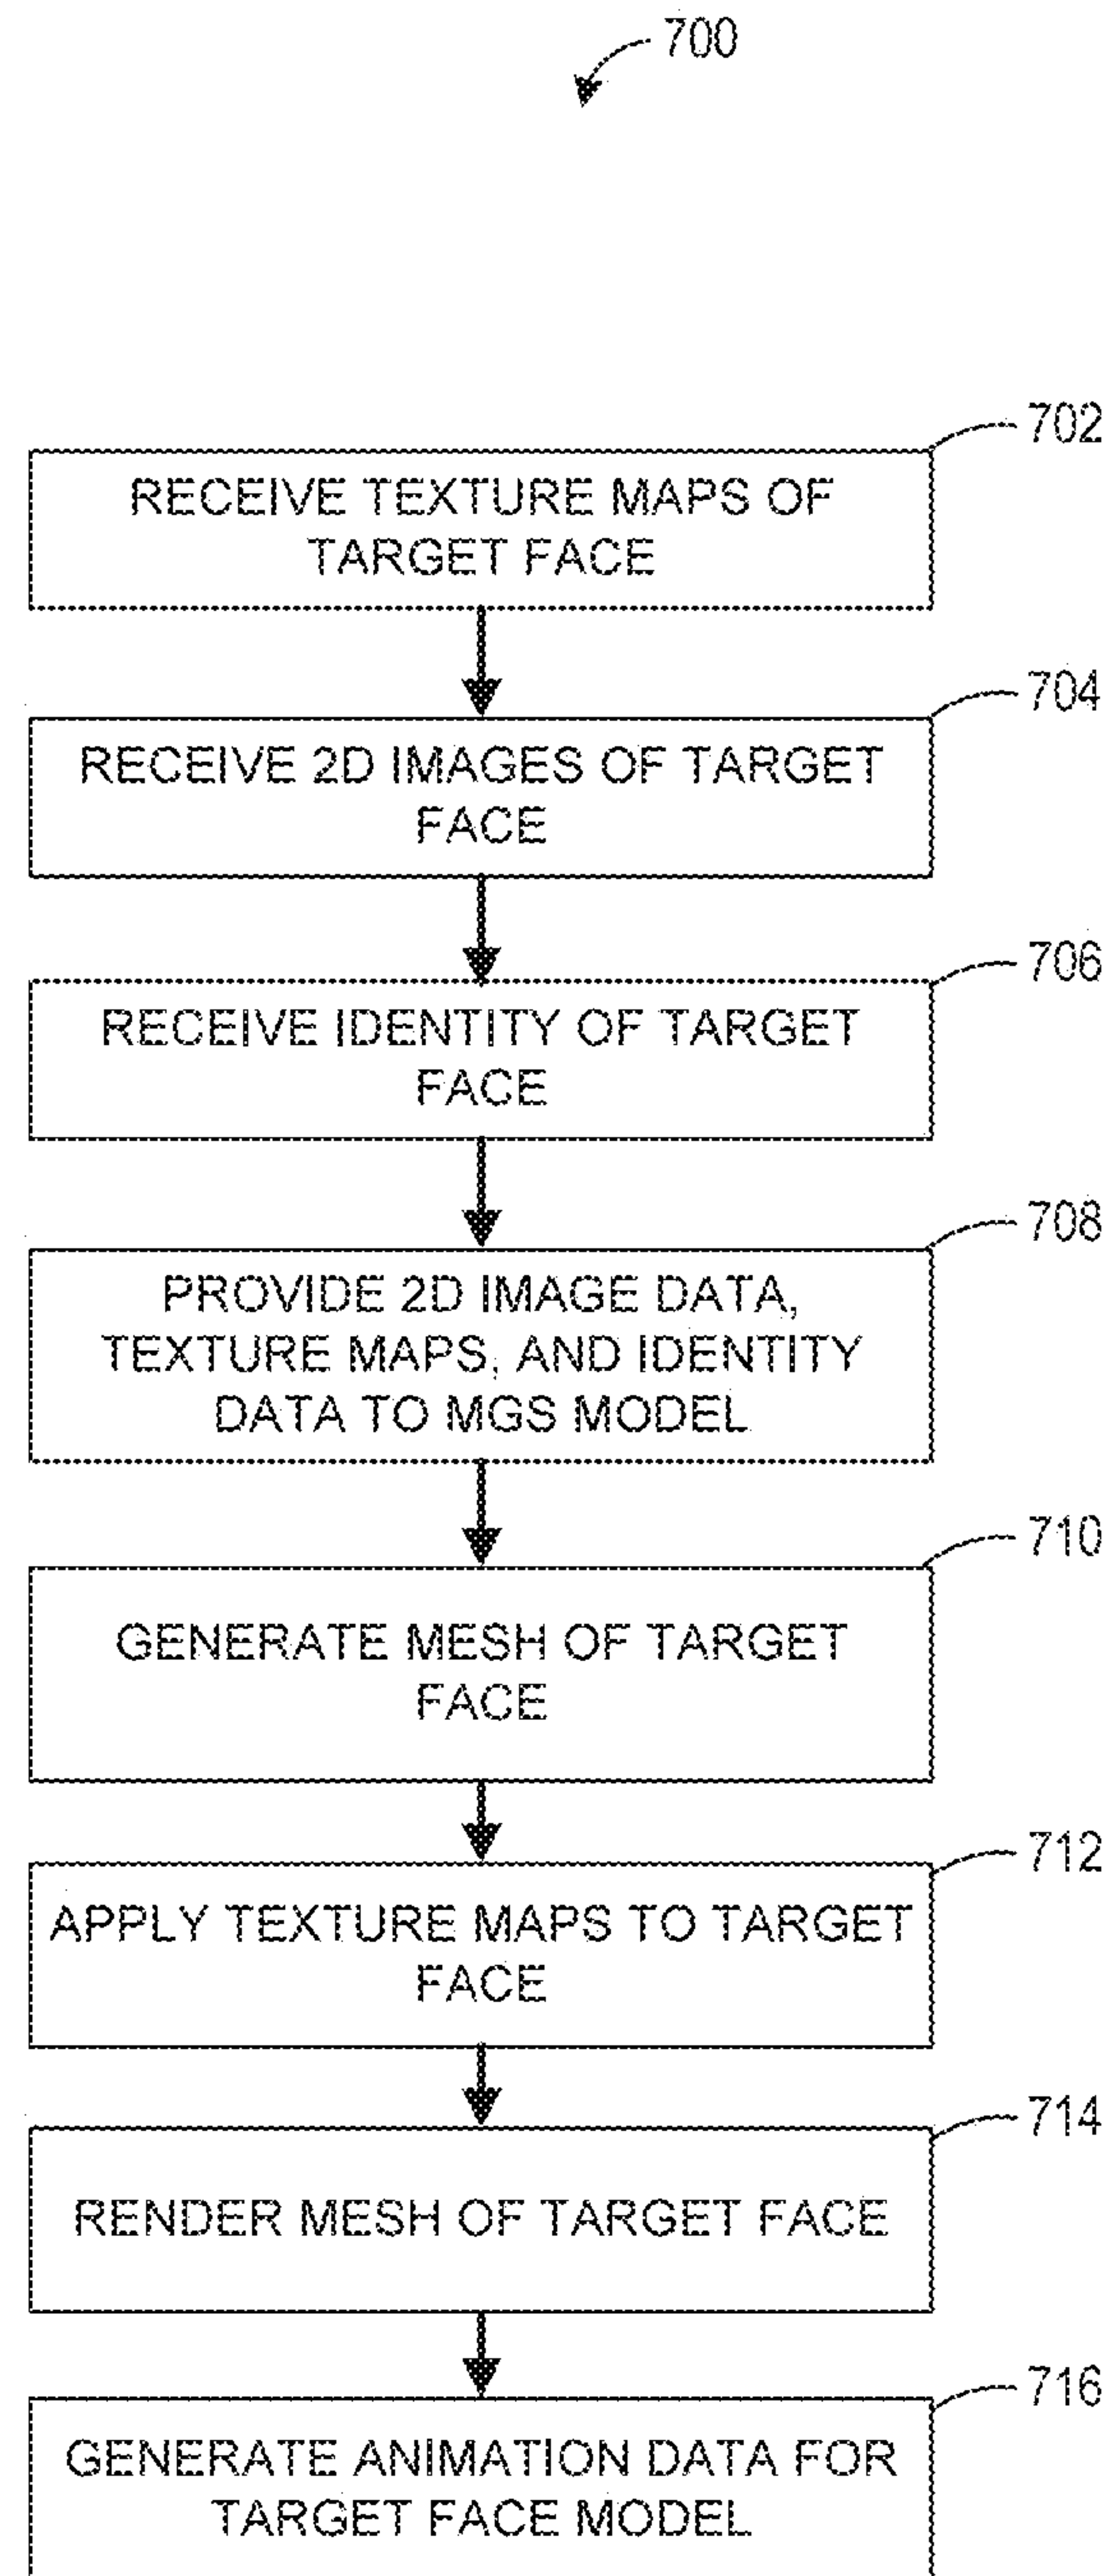 700
702
RECEIVE TEXTURE MAPS OF
TARGET FACE
704
RECEIVE 2D IMAGES OF TARGET
FACE
706
RECEIVE IDENTITY OF TARGET
FACE
708
PROVIDE 2D IMAGE DATA,
TEXTURE MAPS, AND IDENTITY
DATA TO MGS MODEL
710
GENERATE MESH OF TARGET
FACE
712
APPLY TEXTURE MAPS TO TARGET
FACE
714
RENDER MESH OF TARGET FACE
716
GENERATE ANIMATION DATA FOR
TARGET FACE MODEL